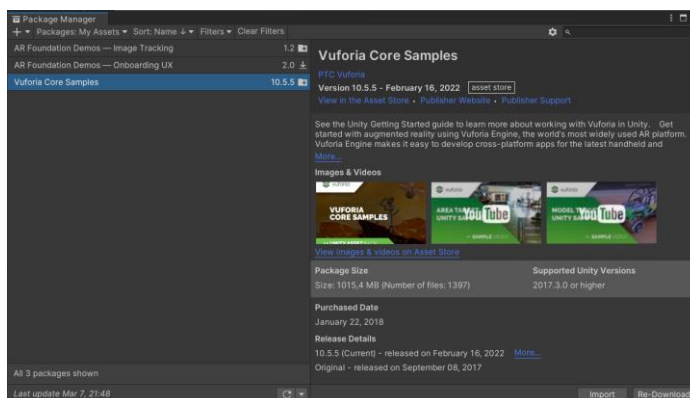 Package Manager
+ Packages: My Assets Sort: Name ↓ Filters Clear Filters
AR Foundation Demos — Image Tracking 1.2
AR Foundation Demos — Onboarding UX 2.0
Vuforia Core Samples 10.5.5
All 3 packages shown
Last update Mar 7, 21:48
Vuforia Core Samples
PTC Vuforia
Version 10.5.5 - February 16, 2022 asset store
View in the Asset Store • Publisher Website • Publisher Support
See the Unity Getting Started guide to learn more about working with Vuforia in Unity. Get
started with augmented reality using Vuforia Engine, the world's most widely used AR platform.
Vuforia Engine makes it easy to develop cross-platform apps for the latest handheld and
More...
Images & Videos
vuforia
VUFORIA
CORE SAMPLES
vuforia
AREA
UNITY
YouTube
SAMPLE
vuforia
MODEL
UNITY
YouTube
SAMPLE
View images & videos on Asset Store
Package Size
Size: 1015,4 MB (Number of files: 1397)
Supported Unity Versions
2017.3.0 or higher
Purchased Date
January 22, 2018
Release Details
10.5.5 (Current) - released on February 16, 2022 More...
Original - released on September 08, 2017
Import Re-Download